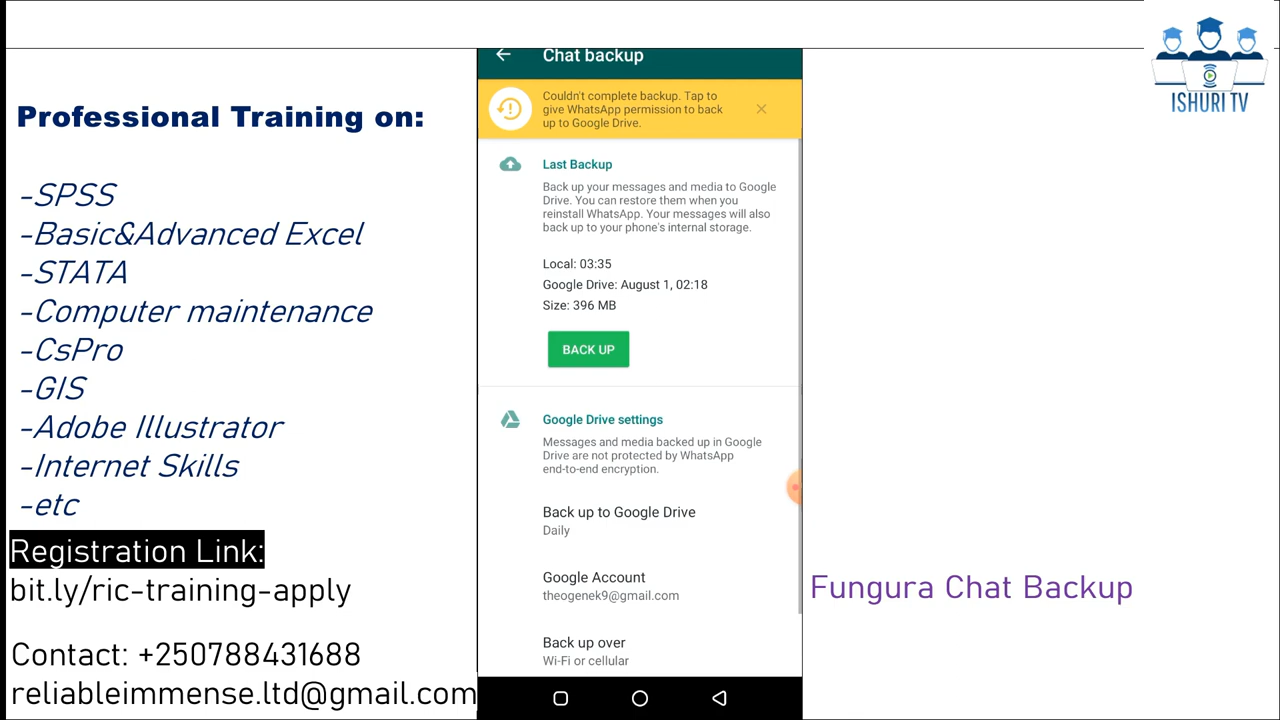 Professional Training on:
-SPSS
-Basic&Advanced Excel
-STATA
-Computer maintenance
-CsPro
-GIS
-Adobe Illustrator
-Internet Skills
-etc
Registration Link:
bit.ly/ric-training-apply
Contact: +250788431688
reliableimmense.ltd@gmail.com
Chat backup
Couldn't complete backup. Tap to
give WhatsApp permission to back
up to Google Drive.
Last Backup
Back up your messages and media to Google
Drive. You can restore them when you
reinstall WhatsApp. Your messages will also
back up to your phone's internal storage.
Local: 03:35
Google Drive: August 1, 02:18
Size: 396 MB
BACK UP
Google Drive settings
Messages and media backed up in Google
Drive are not protected by WhatsApp
end-to-end encryption.
Back up to Google Drive
Daily
Google Account
theogenek9@gmail.com
Back up over
Wi-Fi or cellular
ISHURI TV
Fungura Chat Backup